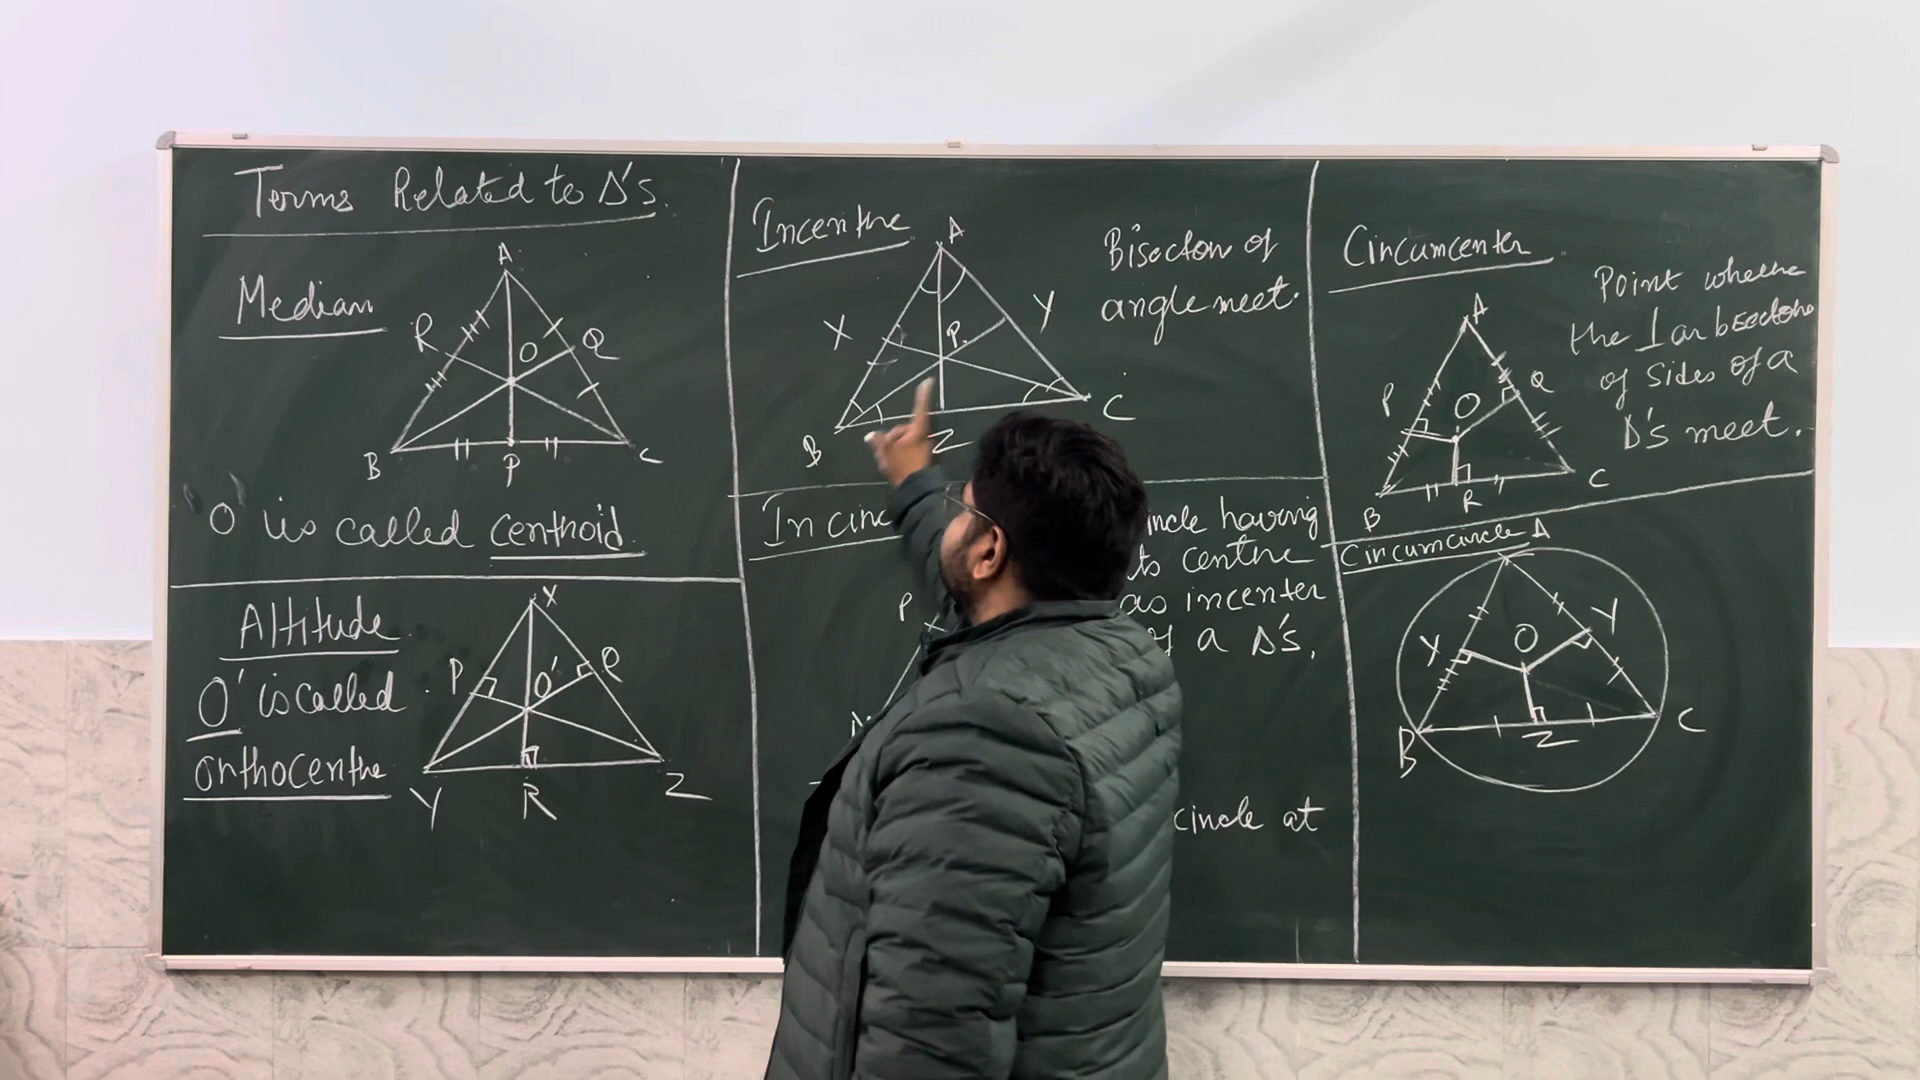 Terms Related to Δ's.
Median
A
R
O
Q
B
P
C
O is called centroid.
Altitude
O' is called
orthocentre
X
P
O'
Q
Y
R
Z
Incentre
A
Bisector of
angle meet.
X
Y
P
B
Z
C
In circ
ircle having
ts centre
as incenter
of a Δ's.
P
circle at
Circumcenter
Point where
the ⊥ar bisectors
of sides of a
Δ's meet.
A
P
O
Q
B
R
C
Circumcircle
A
X
O
Y
B
Z
C